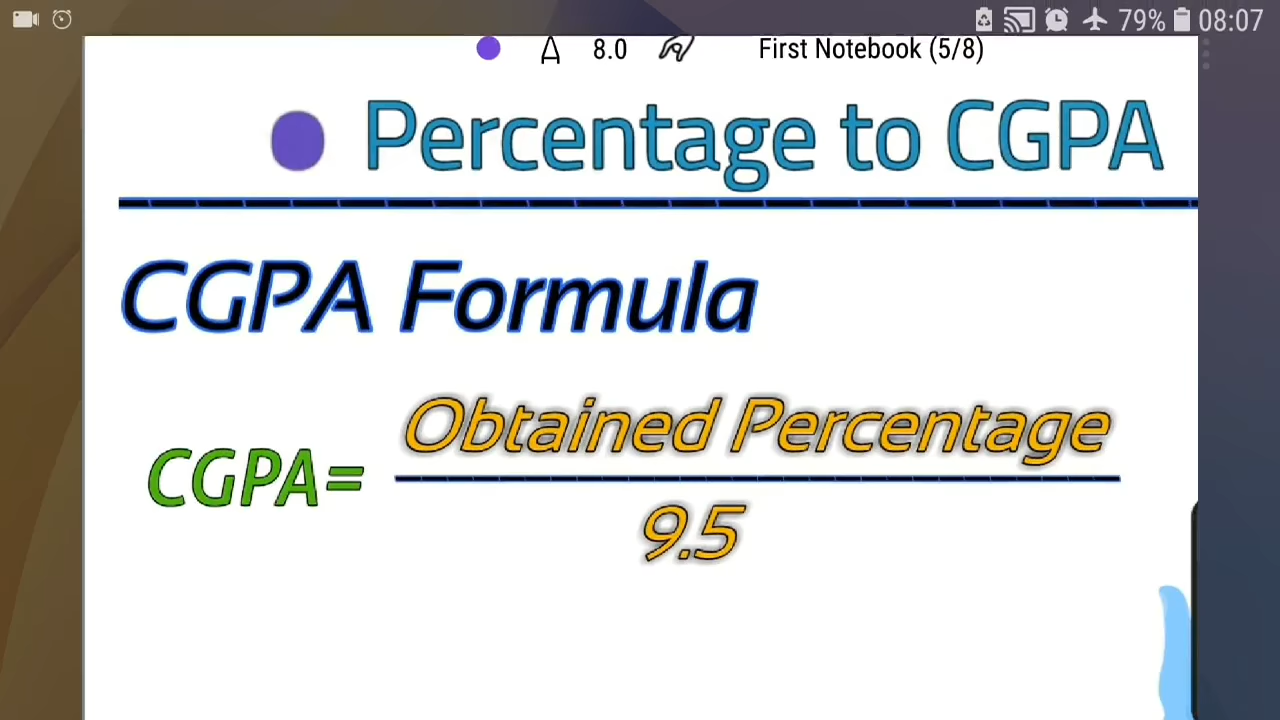 79% 08:07
8.0 First Notebook (5/8)
Percentage to CGPA
CGPA Formula
Obtained Percentage
CGPA=
9.5